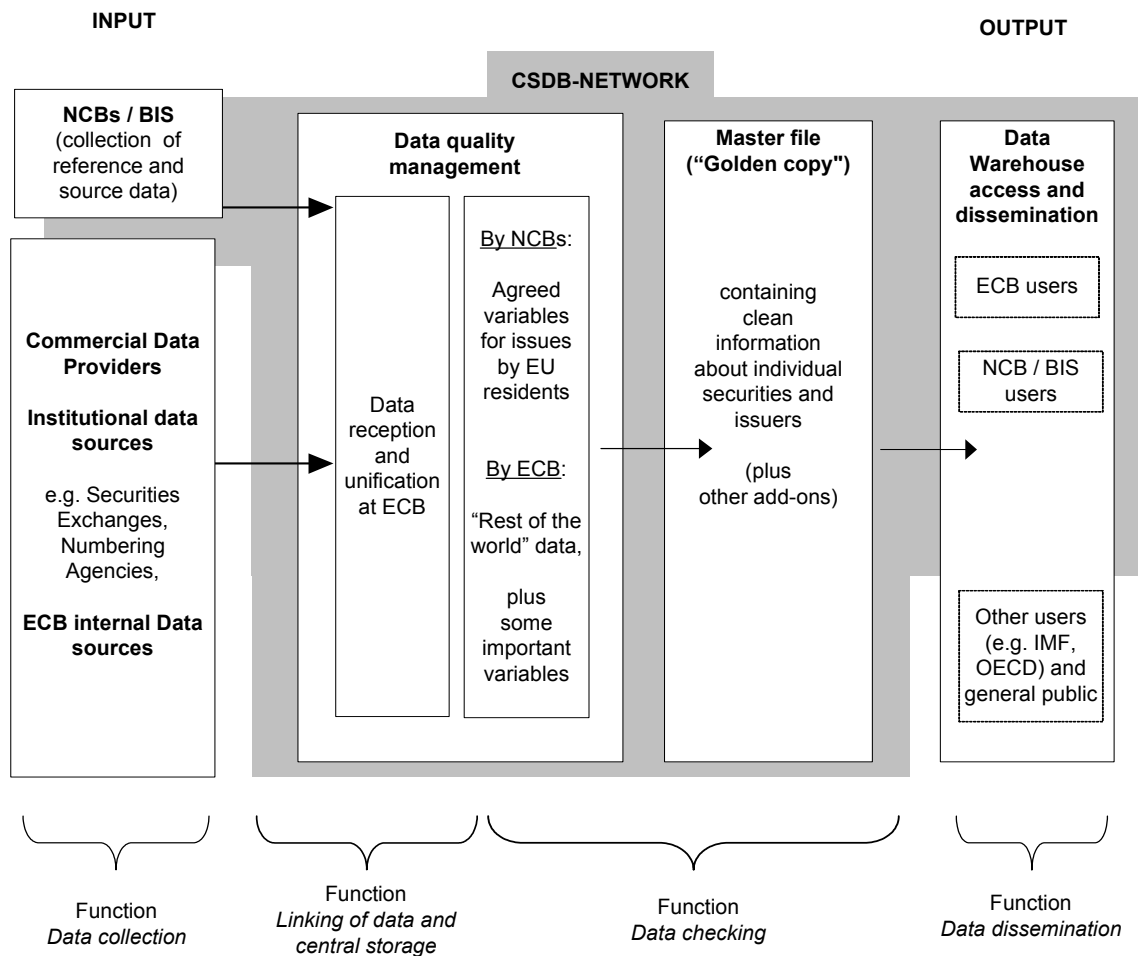 INPUT
OUTPUT
CSDB-NETWORK
NCBs / BIS
(collection of
reference and
source data)
Commercial Data
Providers
Institutional data
sources
e.g. Securities
Exchanges,
Numbering
Agencies,
ECB internal Data
sources
Data quality
management
Data
reception
and
unification
at ECB
By NCBs:
Agreed
variables
for issues
by EU
residents
By ECB:
“Rest of the
world” data,
plus
some
important
variables
Master file
(“Golden copy")
containing
clean
information
about individual
securities and
issuers
(plus
other add-ons)
Data
Warehouse
access and
dissemination
ECB users
NCB / BIS
users
Other users
(e.g. IMF,
OECD) and
general public
Function
Data collection
Function
Linking of data and
central storage
Function
Data checking
Function
Data dissemination